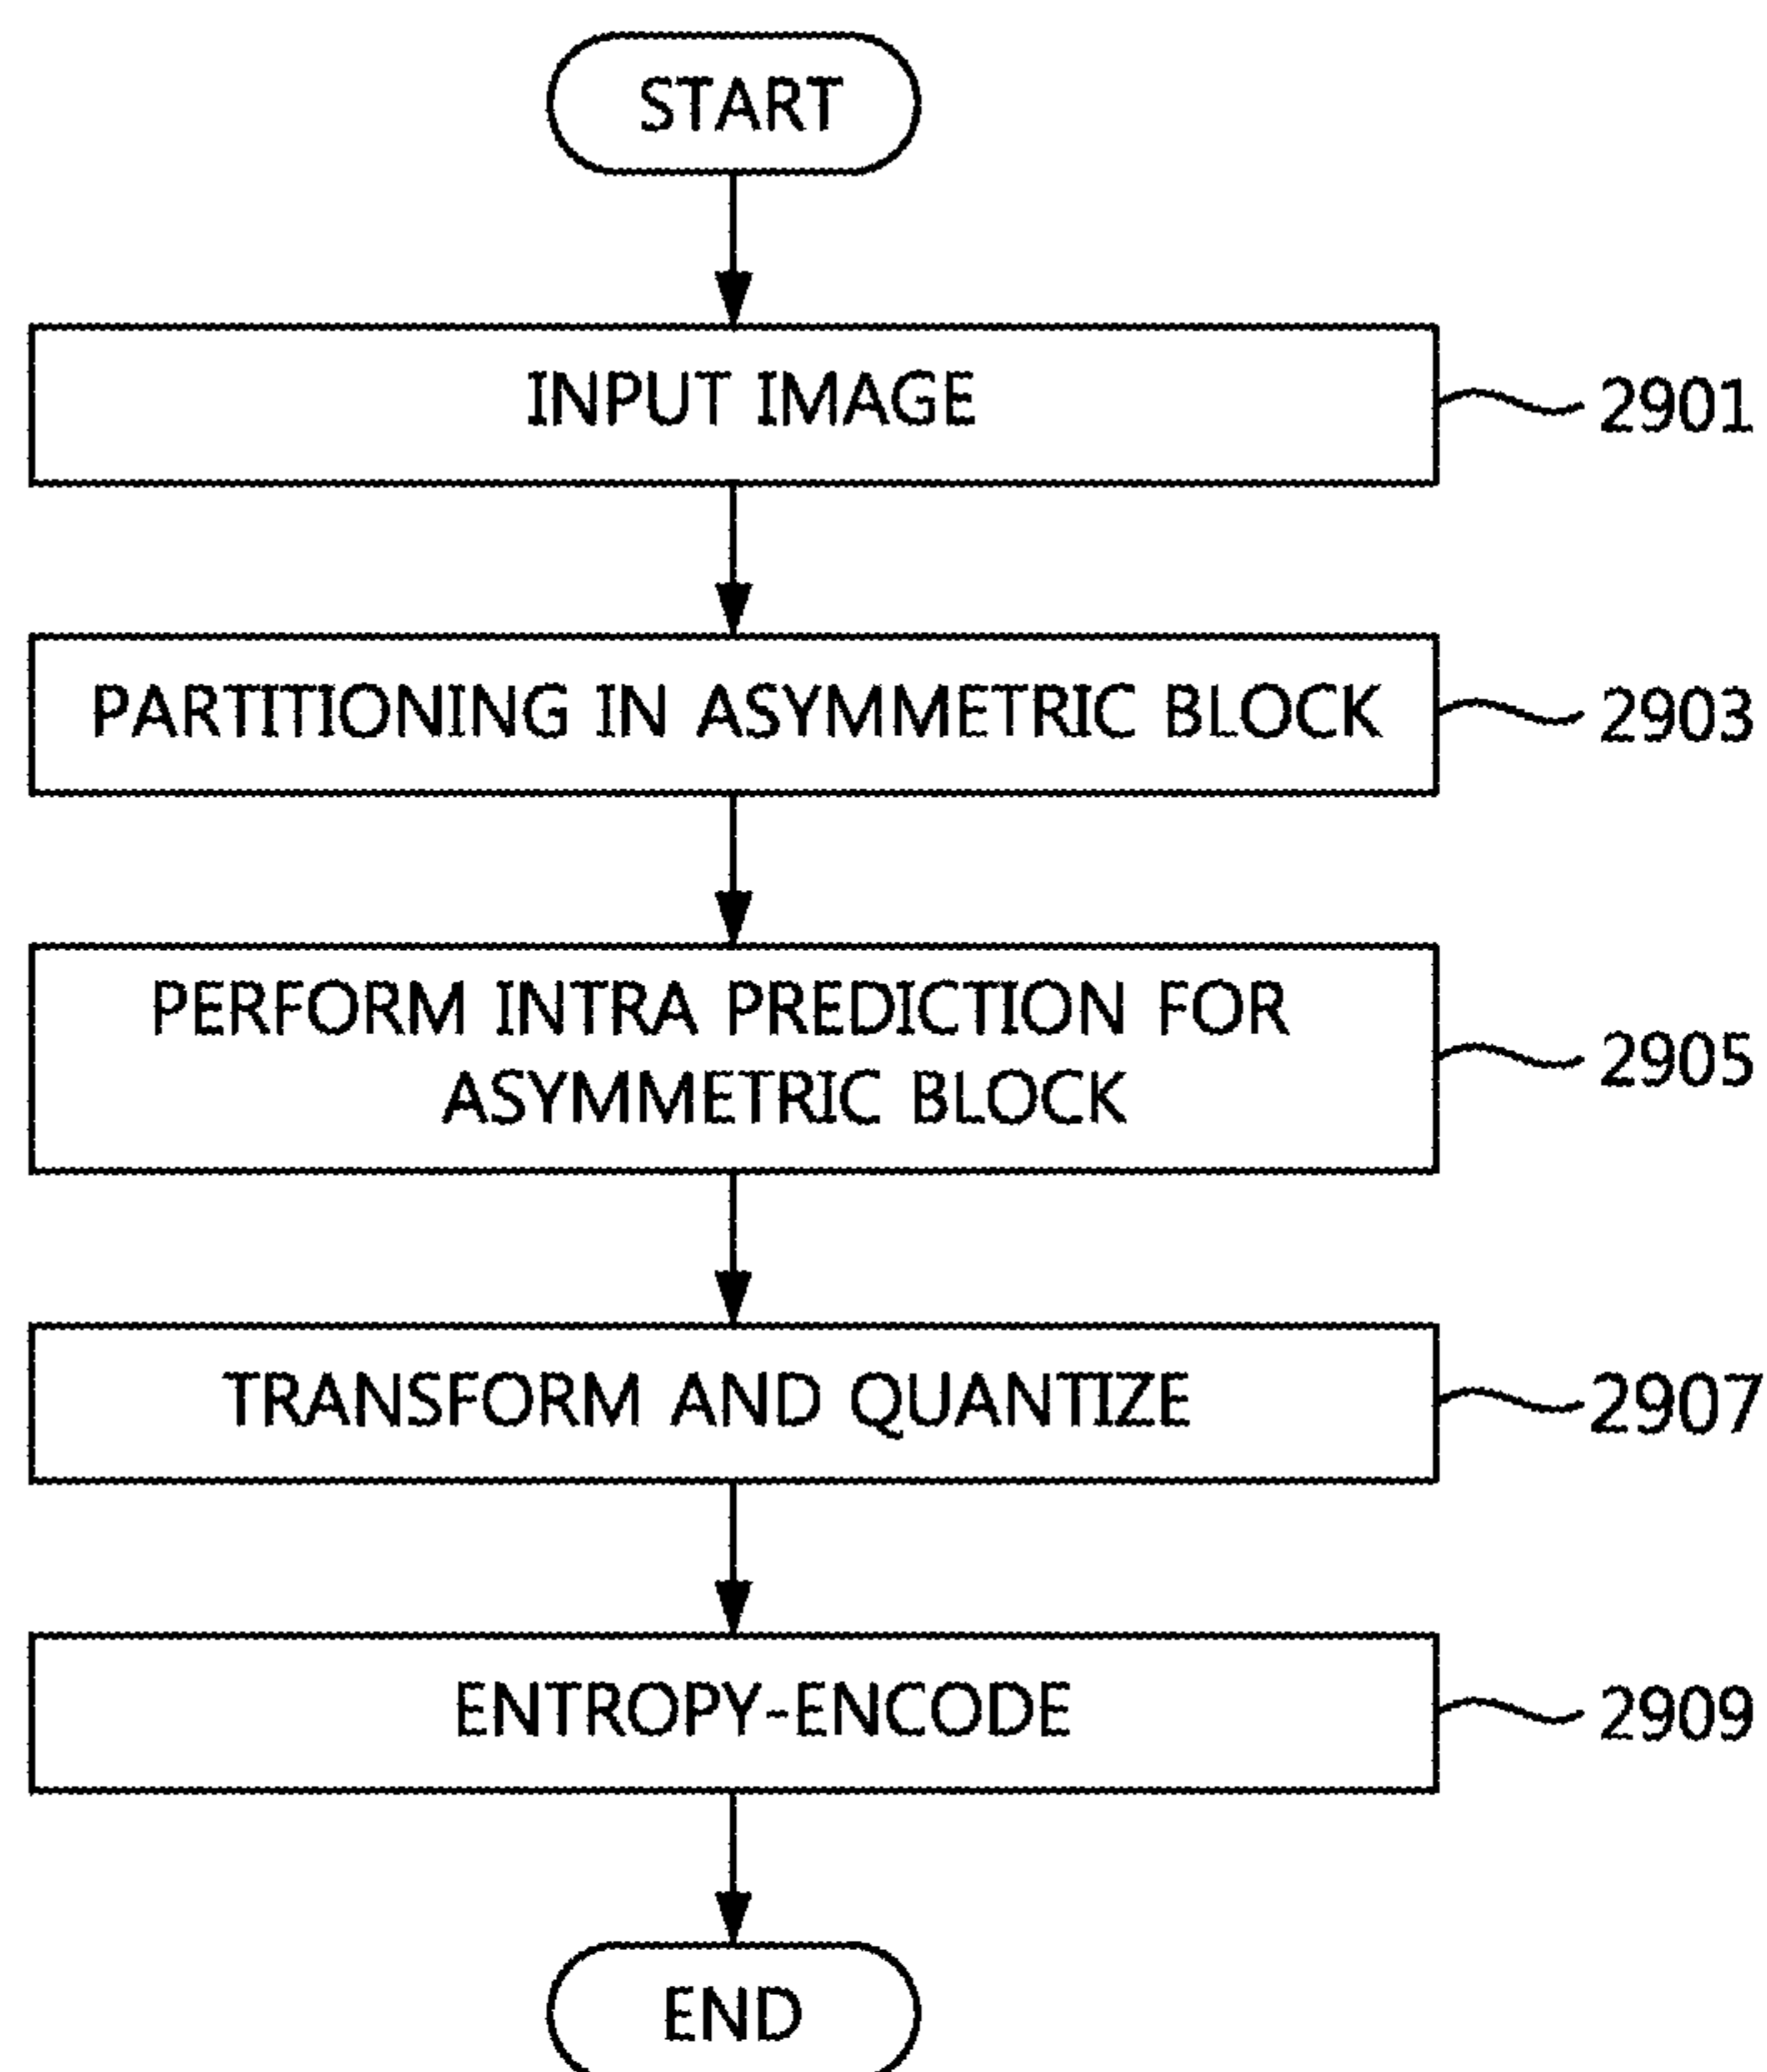 START
INPUT IMAGE
2901
PARTITIONING IN ASYMMETRIC BLOCK
2903
PERFORM INTRA PREDICTION FOR
ASYMMETRIC BLOCK
2905
TRANSFORM AND QUANTIZE
2907
ENTROPY-ENCODE
2909
END